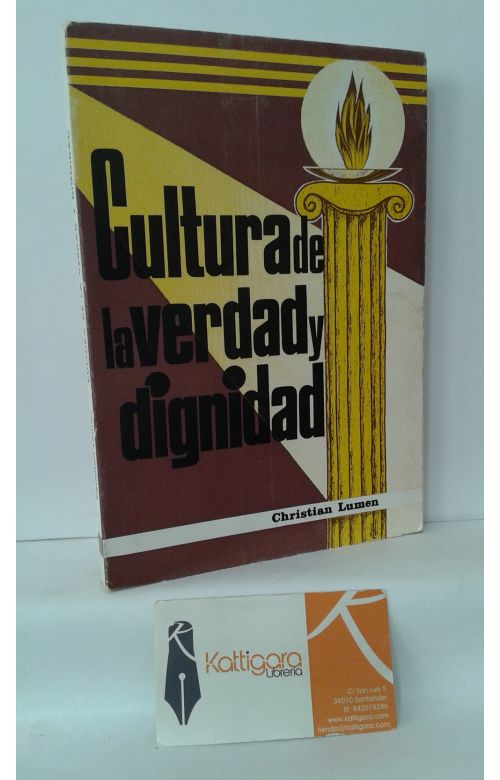 Cultura de
la verdad y
dignidad
Christian Lumen
Kattigara
Librería
C/ San Luis 5
39010 Santander
tlf: 942074286
www.kattigara.com
tienda@kattigara.com